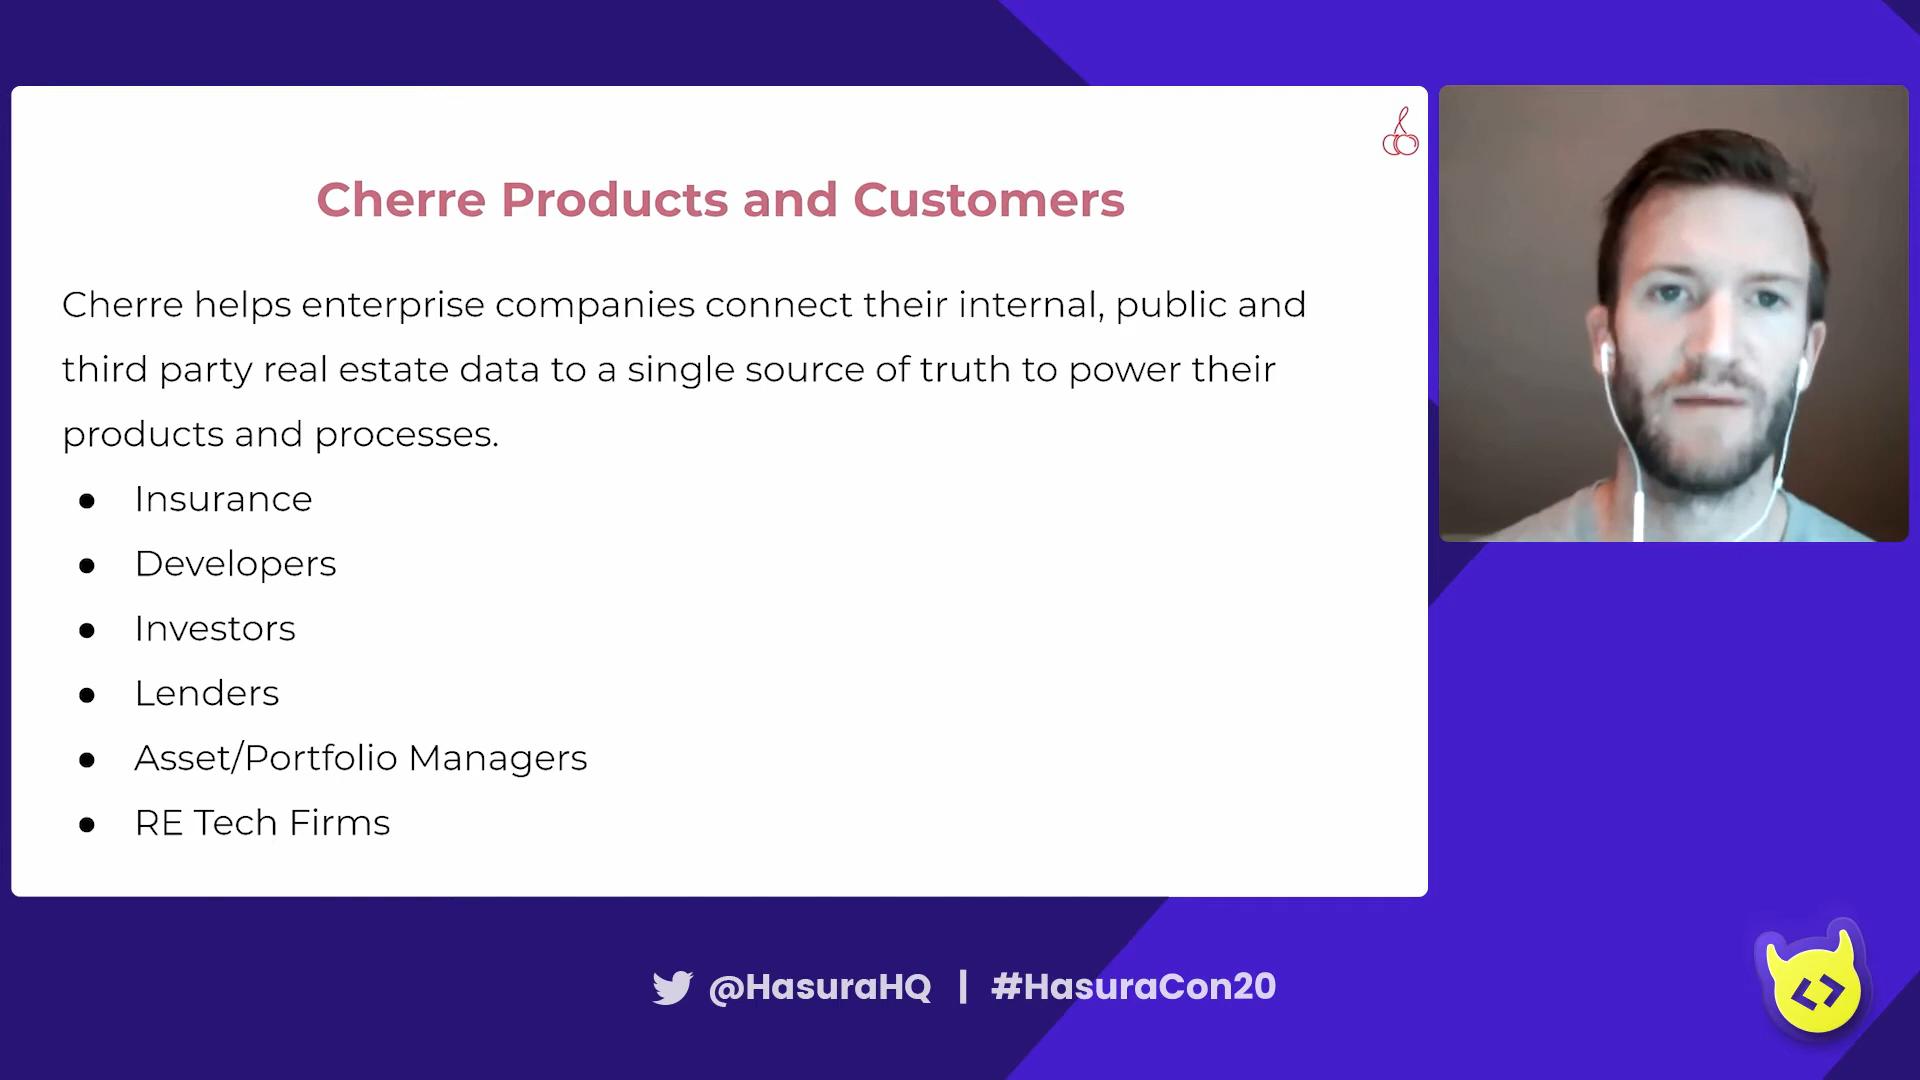 Cherre Products and Customers
Cherre helps enterprise companies connect their internal, public and
third party real estate data to a single source of truth to power their
products and processes.
● Insurance
● Developers
● Investors
● Lenders
● Asset/Portfolio Managers
● RE Tech Firms
@HasuraHQ | #HasuraCon20